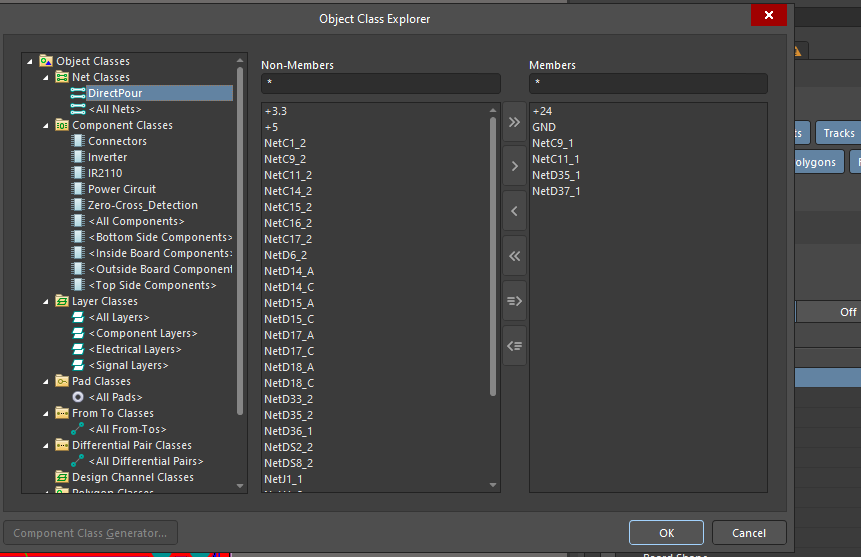 Object Class Explorer
Object Classes
Net Classes
DirectPour
<All Nets>
Component Classes
Connectors
Inverter
IR2110
Power Circuit
Zero-Cross_Detection
<All Components>
<Bottom Side Components>
<Inside Board Components>
<Outside Board Component
<Top Side Components>
Layer Classes
<All Layers>
<Component Layers>
<Electrical Layers>
<Signal Layers>
Pad Classes
<All Pads>
From To Classes
<All From-Tos>
Differential Pair Classes
<All Differential Pairs>
Design Channel Classes
Polygon Classes
Non-Members
*
+3.3
+5
NetC1_2
NetC9_2
NetC11_2
NetC14_2
NetC15_2
NetC16_2
NetC17_2
NetD6_2
NetD14_A
NetD14_C
NetD15_A
NetD15_C
NetD17_A
NetD17_C
NetD18_A
NetD18_C
NetD33_2
NetD35_2
NetD36_1
NetDS2_2
NetDS8_2
NetJ1_1
Members
*
+24
GND
NetC9_1
NetC11_1
NetD35_1
NetD37_1
Component Class Generator...
OK
Cancel
ts
Tracks
olygons
Off
Board Shape